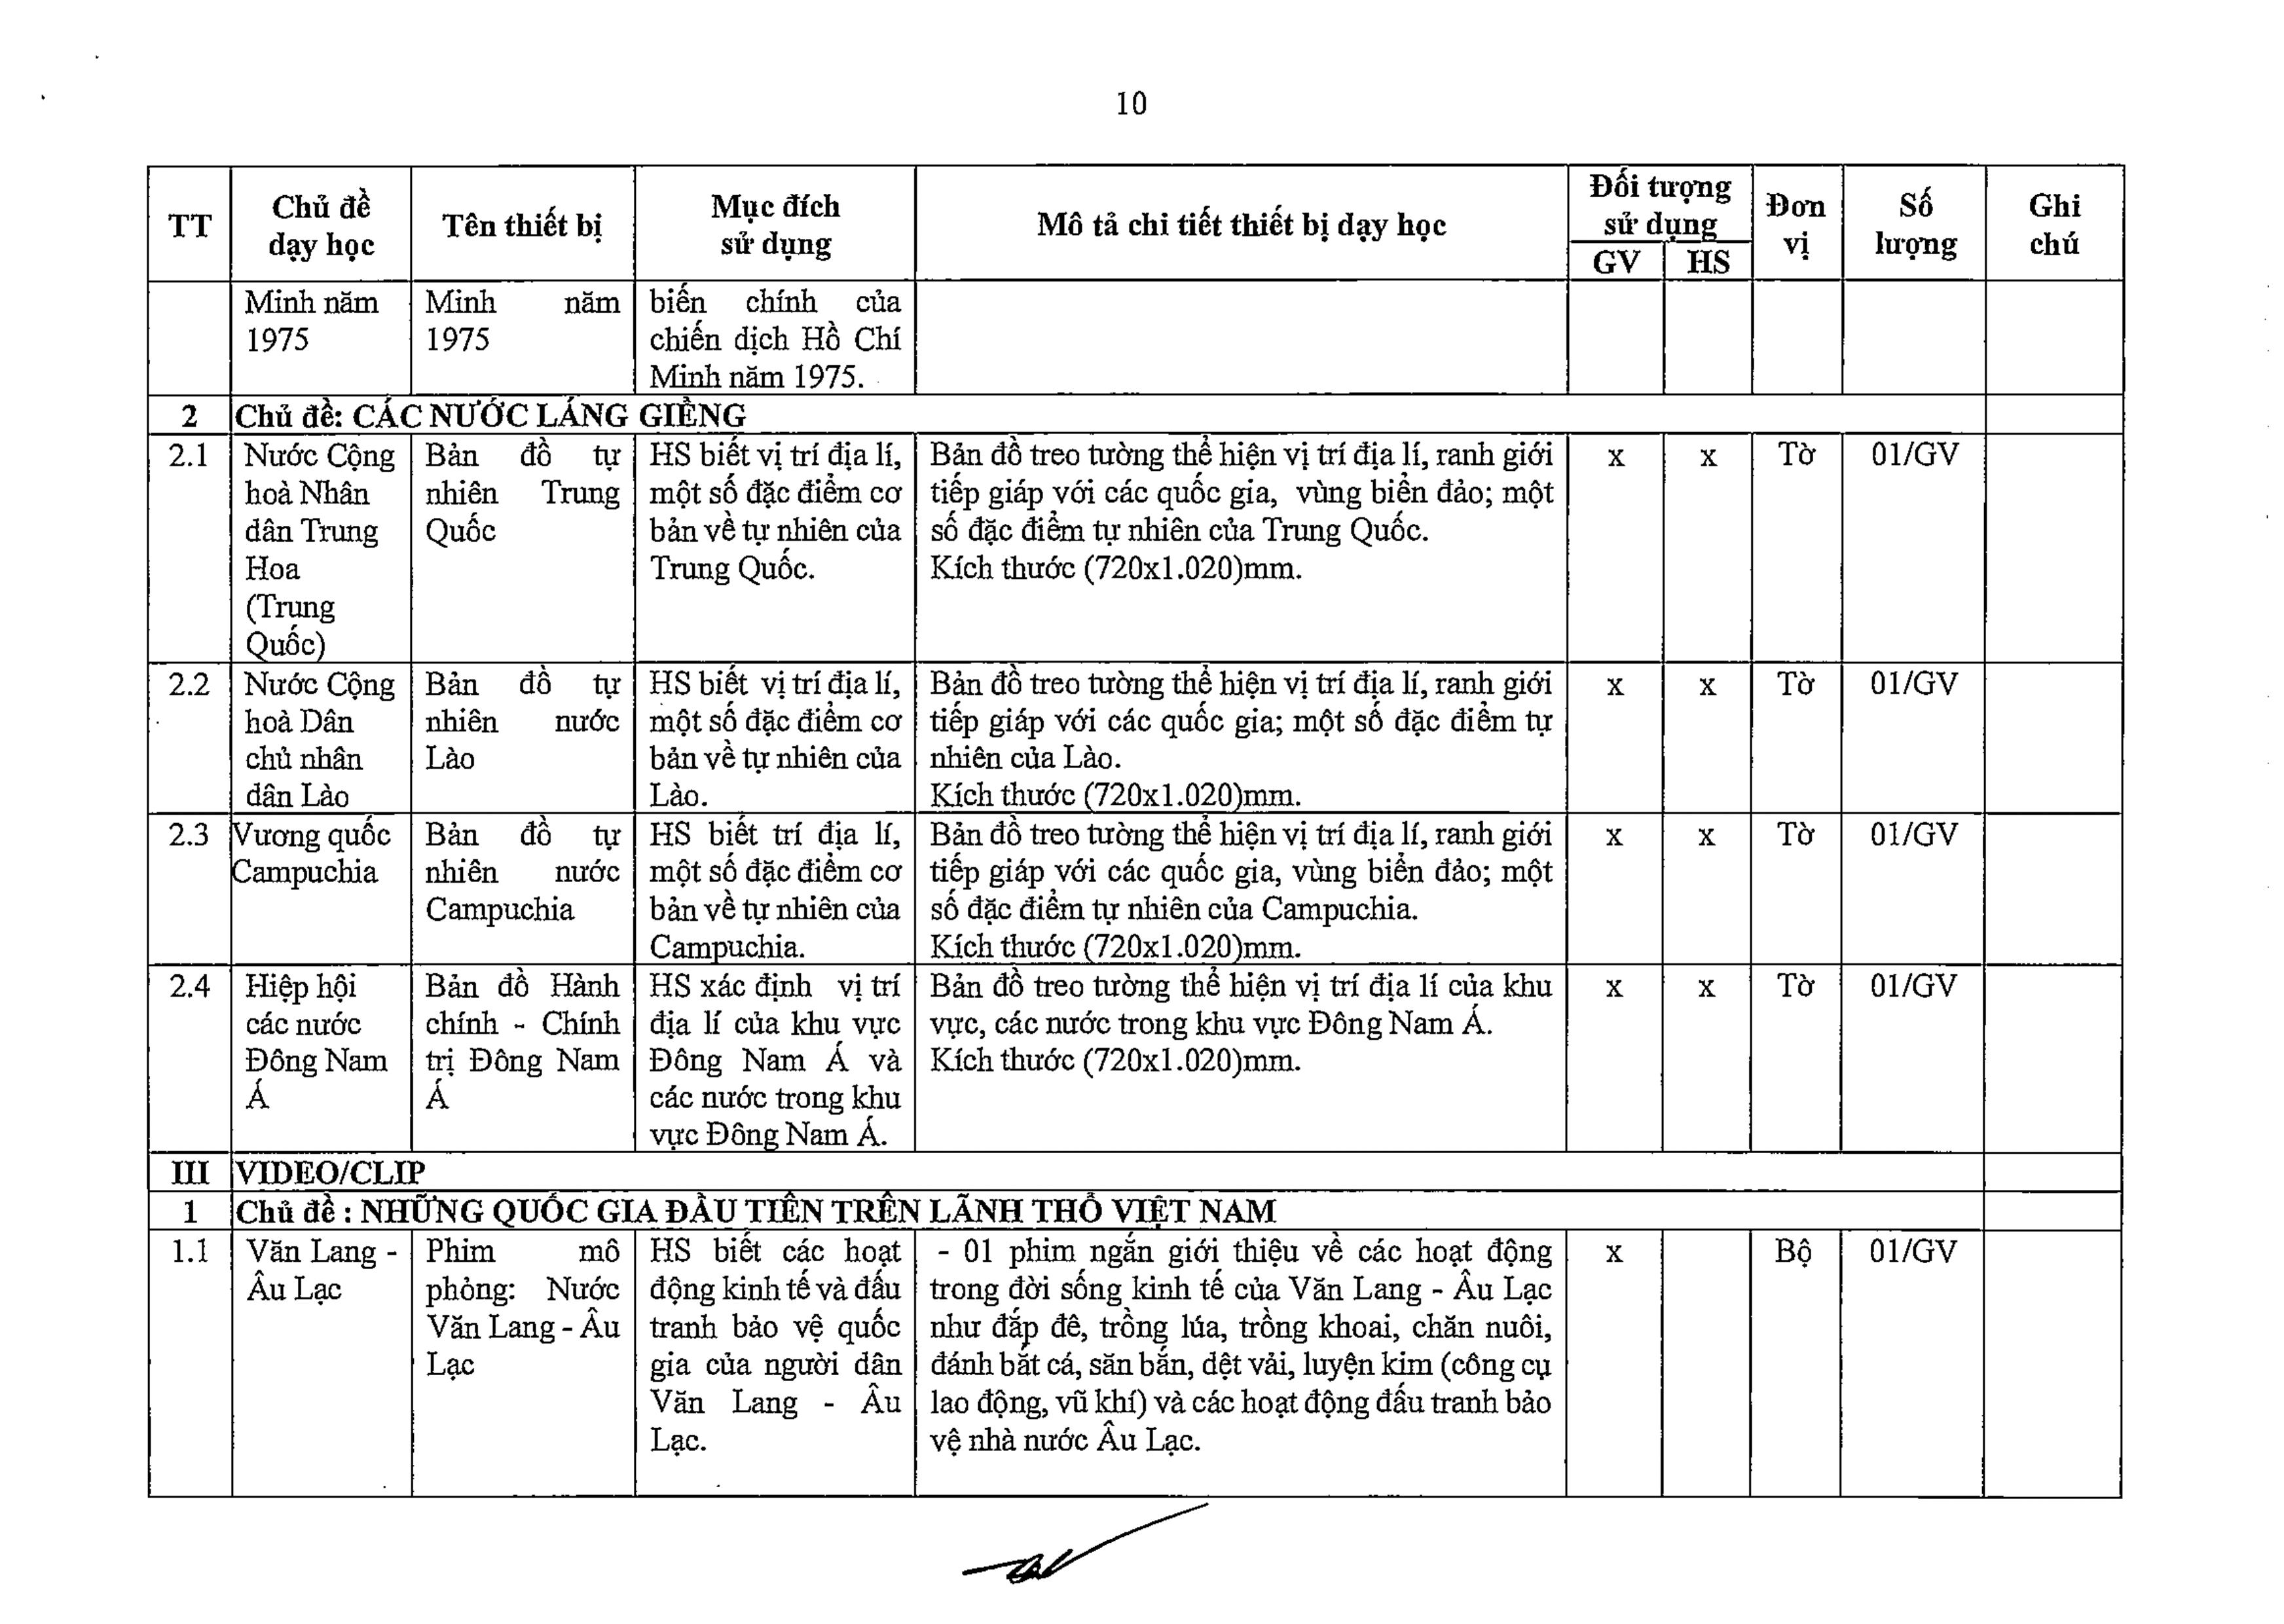 10
TT
Chủ đề
dạy học
Tên thiết bị
Mục đích
sử dụng
Mô tả chi tiết thiết bị dạy học
Đối tượng
sử dụng
GV
HS
Đơn
vị
Số
lượng
Ghi
chú
Minh năm
1975
Minh năm
1975
biến chính của
chiến dịch Hồ Chí
Minh năm 1975.
2
Chủ đề: CÁC NƯỚC LÁNG GIỀNG
2.1
Nước Cộng
hoà Nhân
dân Trung
Hoa
(Trung
Quốc)
Bản đồ tự
nhiên Trung
Quốc
HS biết vị trí địa lí,
một số đặc điểm cơ
bản về tự nhiên của
Trung Quốc.
Bản đồ treo tường thể hiện vị trí địa lí, ranh giới
tiếp giáp với các quốc gia, vùng biển đảo; một
số đặc điểm tự nhiên của Trung Quốc.
Kích thước (720x1.020)mm.
x
x
Tờ
01/GV
2.2
Nước Cộng
hoà Dân
chủ nhân
dân Lào
Bản đồ tự
nhiên nước
Lào
HS biết vị trí địa lí,
một số đặc điểm cơ
bản về tự nhiên của
Lào.
Bản đồ treo tường thể hiện vị trí địa lí, ranh giới
tiếp giáp với các quốc gia; một số đặc điểm tự
nhiên của Lào.
Kích thước (720x1.020)mm.
x
x
Tờ
01/GV
2.3
Vương quốc
Campuchia
Bản đồ tự
nhiên nước
Campuchia
HS biết trí địa lí,
một số đặc điểm cơ
bản về tự nhiên của
Campuchia.
Bản đồ treo tường thể hiện vị trí địa lí, ranh giới
tiếp giáp với các quốc gia, vùng biển đảo; một
số đặc điểm tự nhiên của Campuchia.
Kích thước (720x1.020)mm.
x
x
Tờ
01/GV
2.4
Hiệp hội
các nước
Đông Nam
Á
Bản đồ Hành
chính - Chính
trị Đông Nam
Á
HS xác định vị trí
địa lí của khu vực
Đông Nam Á và
các nước trong khu
vực Đông Nam Á.
Bản đồ treo tường thể hiện vị trí địa lí của khu
vực, các nước trong khu vực Đông Nam Á.
Kích thước (720x1.020)mm.
x
x
Tờ
01/GV
III
VIDEO/CLIP
1
Chủ đề : NHỮNG QUỐC GIA ĐẦU TIÊN TRÊN LÃNH THỔ VIỆT NAM
1.1
Văn Lang -
Âu Lạc
Phim mô
phỏng: Nước
Văn Lang - Âu
Lạc
HS biết các hoạt
động kinh tế và đấu
tranh bảo vệ quốc
gia của người dân
Văn Lang - Âu
Lạc.
- 01 phim ngắn giới thiệu về các hoạt động
trong đời sống kinh tế của Văn Lang - Âu Lạc
như đắp đê, trồng lúa, trồng khoai, chăn nuôi,
đánh bắt cá, săn bắn, dệt vải, luyện kim (công cụ
lao động, vũ khí) và các hoạt động đấu tranh bảo
vệ nhà nước Âu Lạc.
x
Bộ
01/GV